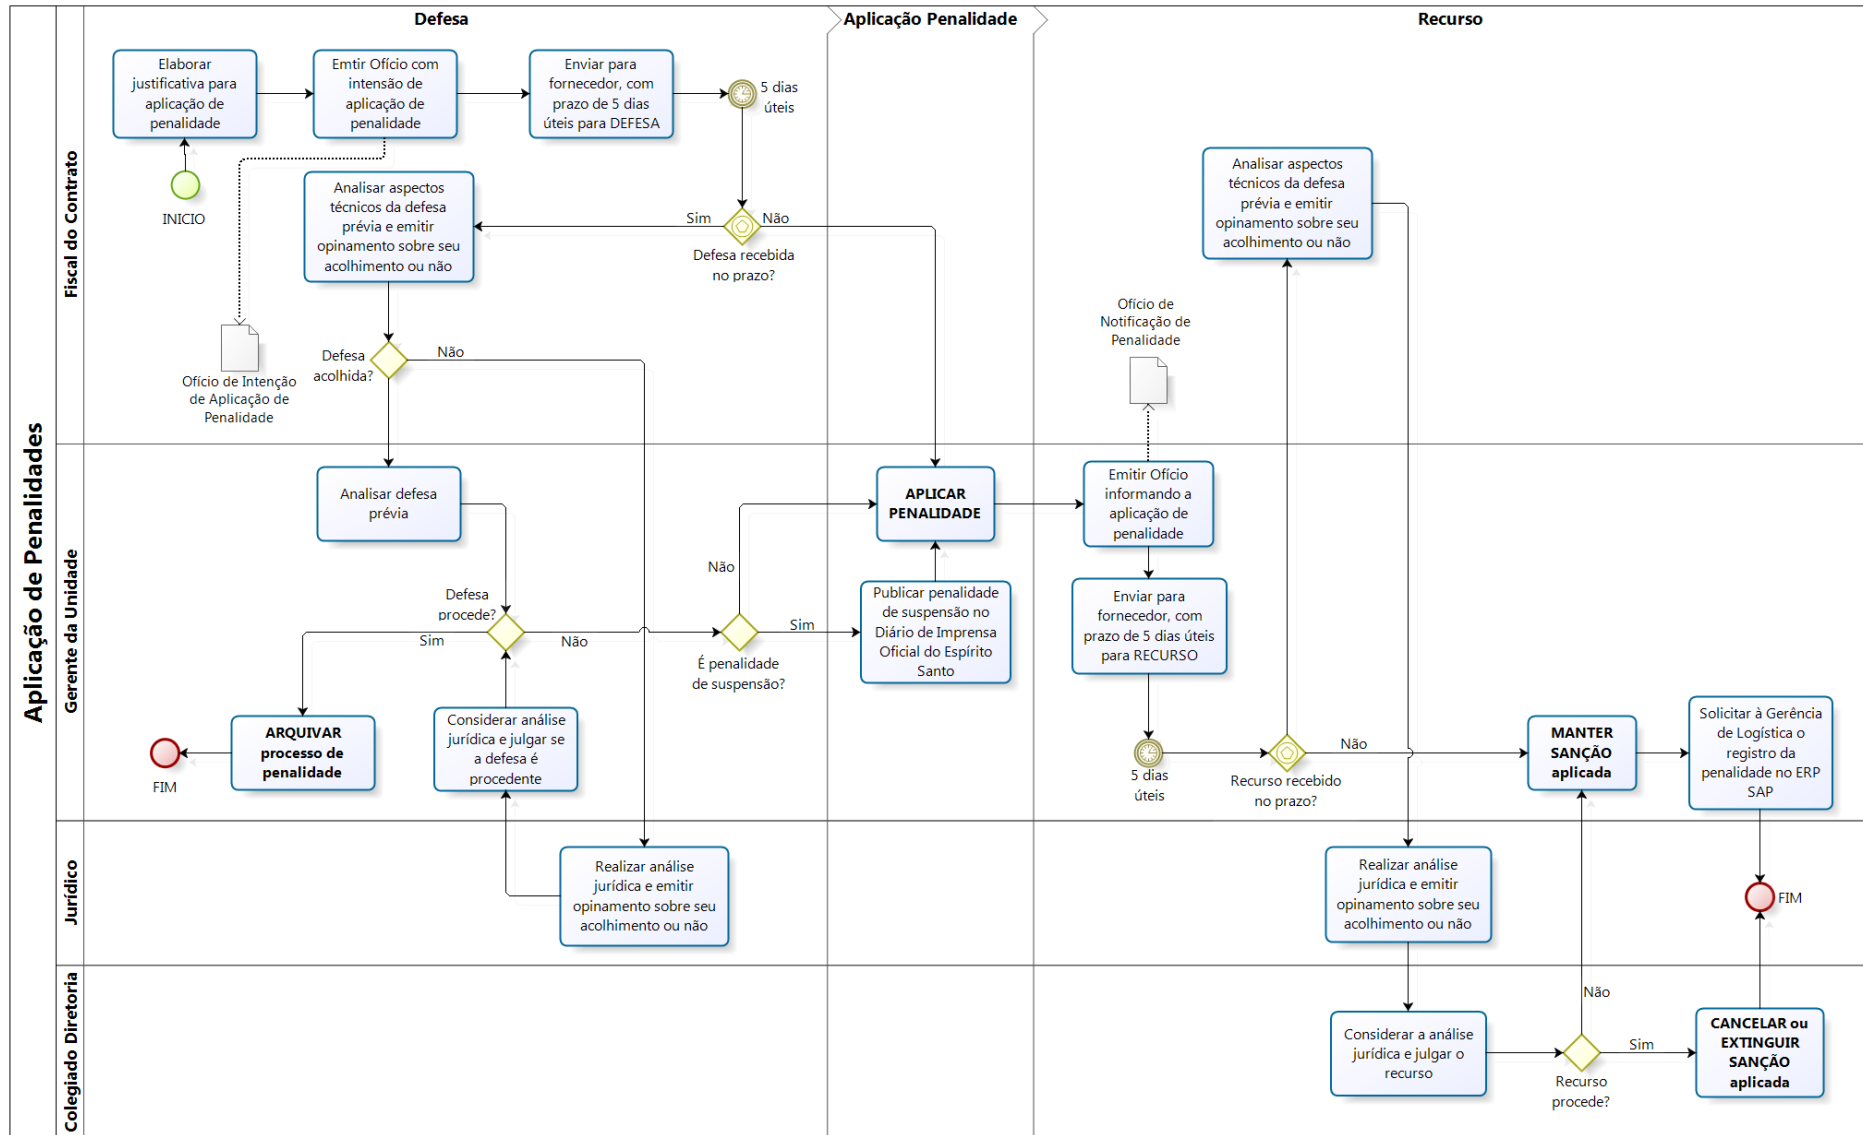 Defesa
Aplicação Penalidade
Recurso
Aplicação de Penalidades
Fiscal do Contrato
Elaborar
justificativa para
aplicação de
penalidade
Emtir Ofício com
intensão de
aplicação de
penalidade
Enviar para
fornecedor, com
prazo de 5 dias
úteis para DEFESA
5 dias
úteis
INICIO
Analisar aspectos
técnicos da defesa
prévia e emitir
opinamento sobre seu
acolhimento ou não
Sim
Não
Defesa recebida
no prazo?
Analisar aspectos
técnicos da defesa
prévia e emitir
opinamento sobre seu
acolhimento ou não
Ofício de
Notificação de
Penalidade
Defesa
acolhida?
Não
Ofício de Intenção
de Aplicação de
Penalidade
Gerente da Unidade
Analisar defesa
prévia
APLICAR
PENALIDADE
Emitir Ofício
informando a
aplicação de
penalidade
Não
Defesa
procede?
Sim
Não
É penalidade
de suspensão?
Sim
Publicar penalidade
de suspensão no
Diário de Imprensa
Oficial do Espírito
Santo
Enviar para
fornecedor, com
prazo de 5 dias úteis
para RECURSO
ARQUIVAR
processo de
penalidade
FIM
Considerar análise
jurídica e julgar se
a defesa é
procedente
5 dias
úteis
Recurso recebido
no prazo?
Não
MANTER
SANÇÃO
aplicada
Solicitar à Gerência
de Logística o
registro da
penalidade no ERP
SAP
Jurídico
Realizar análise
jurídica e emitir
opinamento sobre seu
acolhimento ou não
Realizar análise
jurídica e emitir
opinamento sobre seu
acolhimento ou não
FIM
Colegiado Diretoria
Considerar a análise
jurídica e julgar o
recurso
Não
Recurso
procede?
Sim
CANCELAR ou
EXTINGUIR
SANÇÃO
aplicada